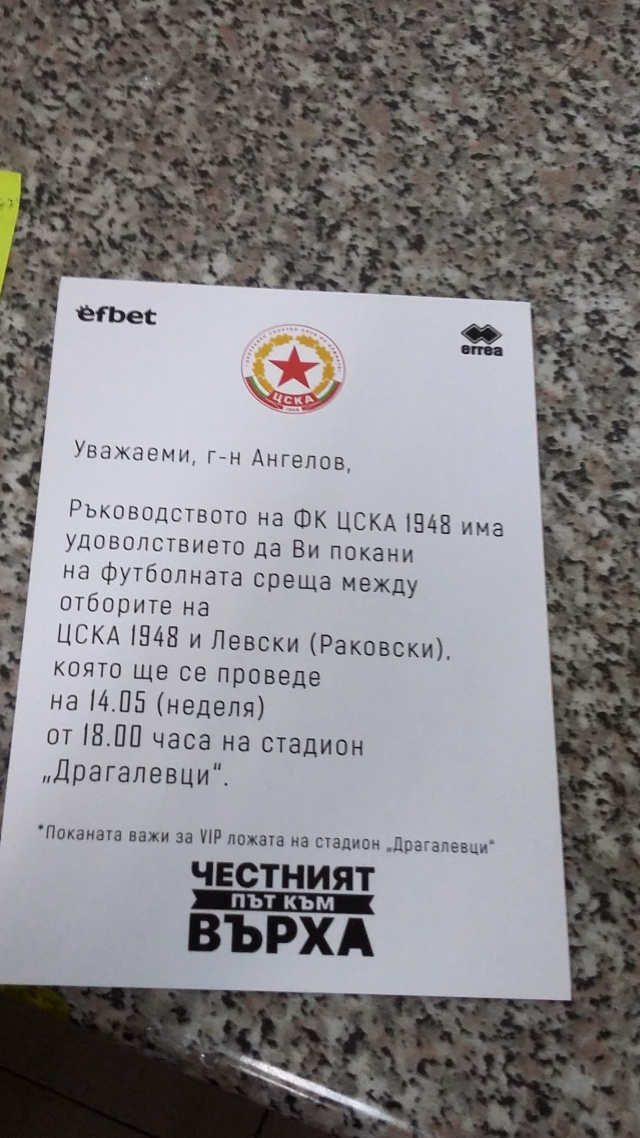 efbet
errea
ЦСКА
1948
Уважаеми, г-н Ангелов,
Ръководството на ФК ЦСКА 1948 има
удоволствието да Ви покани
на футболната среща между
отборите на
ЦСКА 1948 и Левски (Раковски),
която ще се проведе
на 14.05 (неделя)
от 18.00 часа на стадион
„Драгалевци“.
*Поканата важи за VIP ложата на стадион „Драгалевци“
ЧЕСТНИЯТ
ПЪТ КЪМ
ВЪРХА